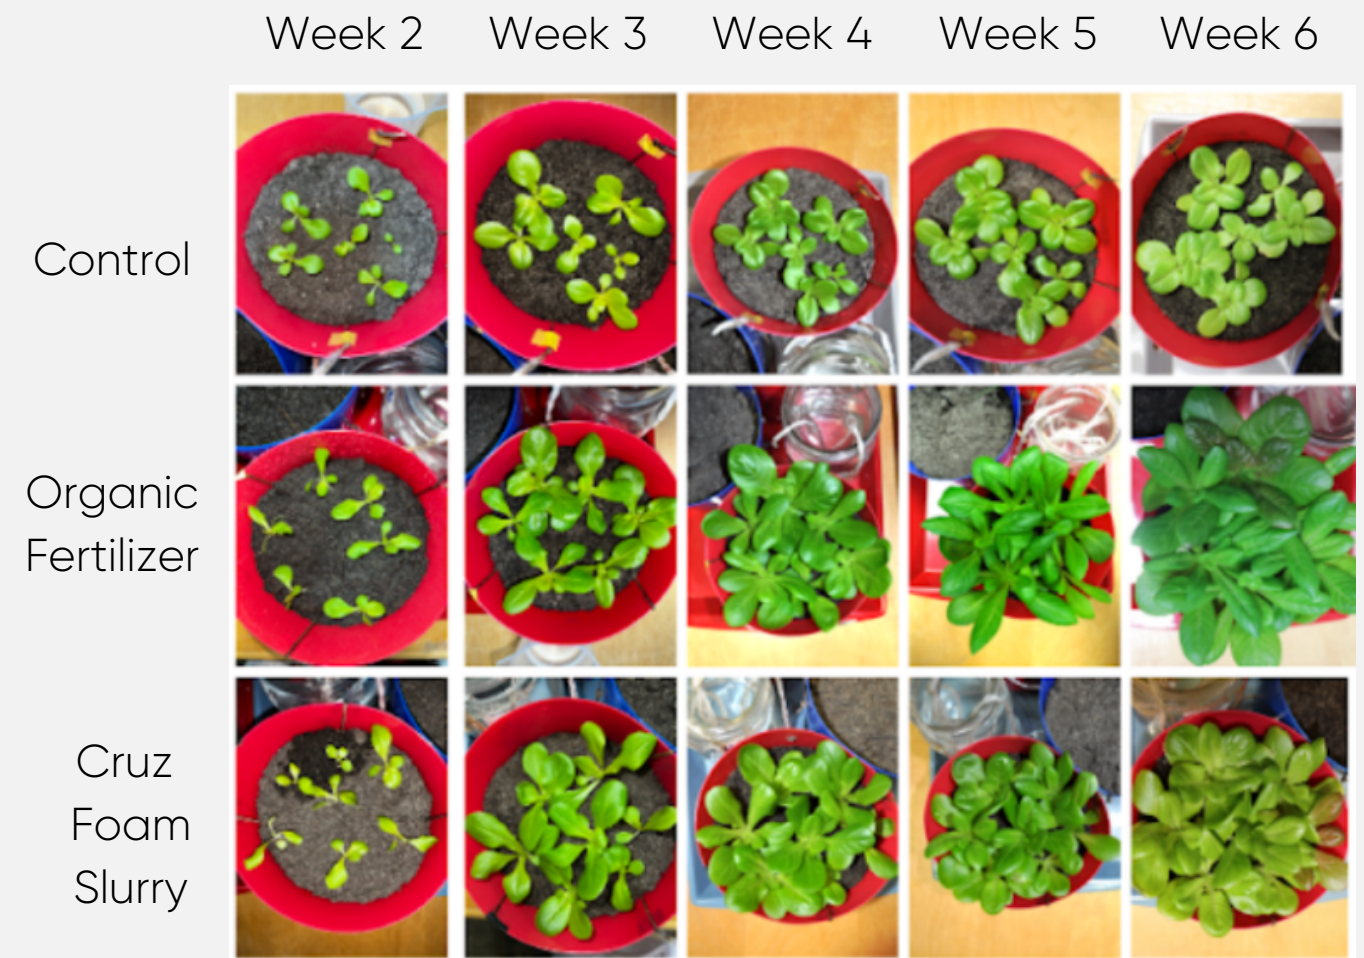 Week 2 Week 3 Week 4 Week 5 Week 6
Control
Organic
Fertilizer
Cruz
Foam
Slurry